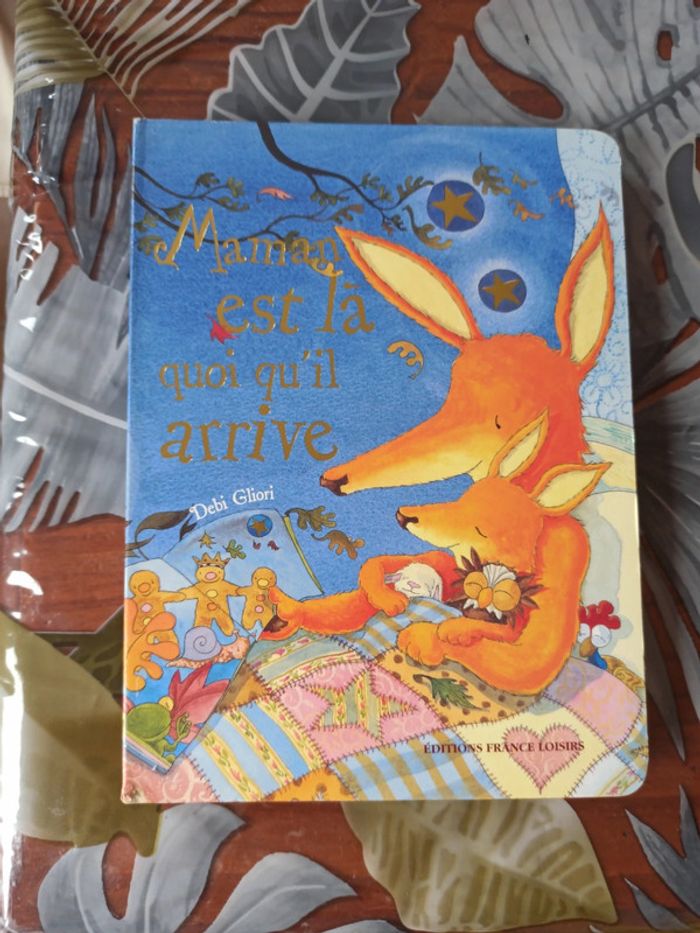 Maman
est là
quoi qu'il
arrive
Debi Gliori
ÉDITIONS FRANCE LOISIRS